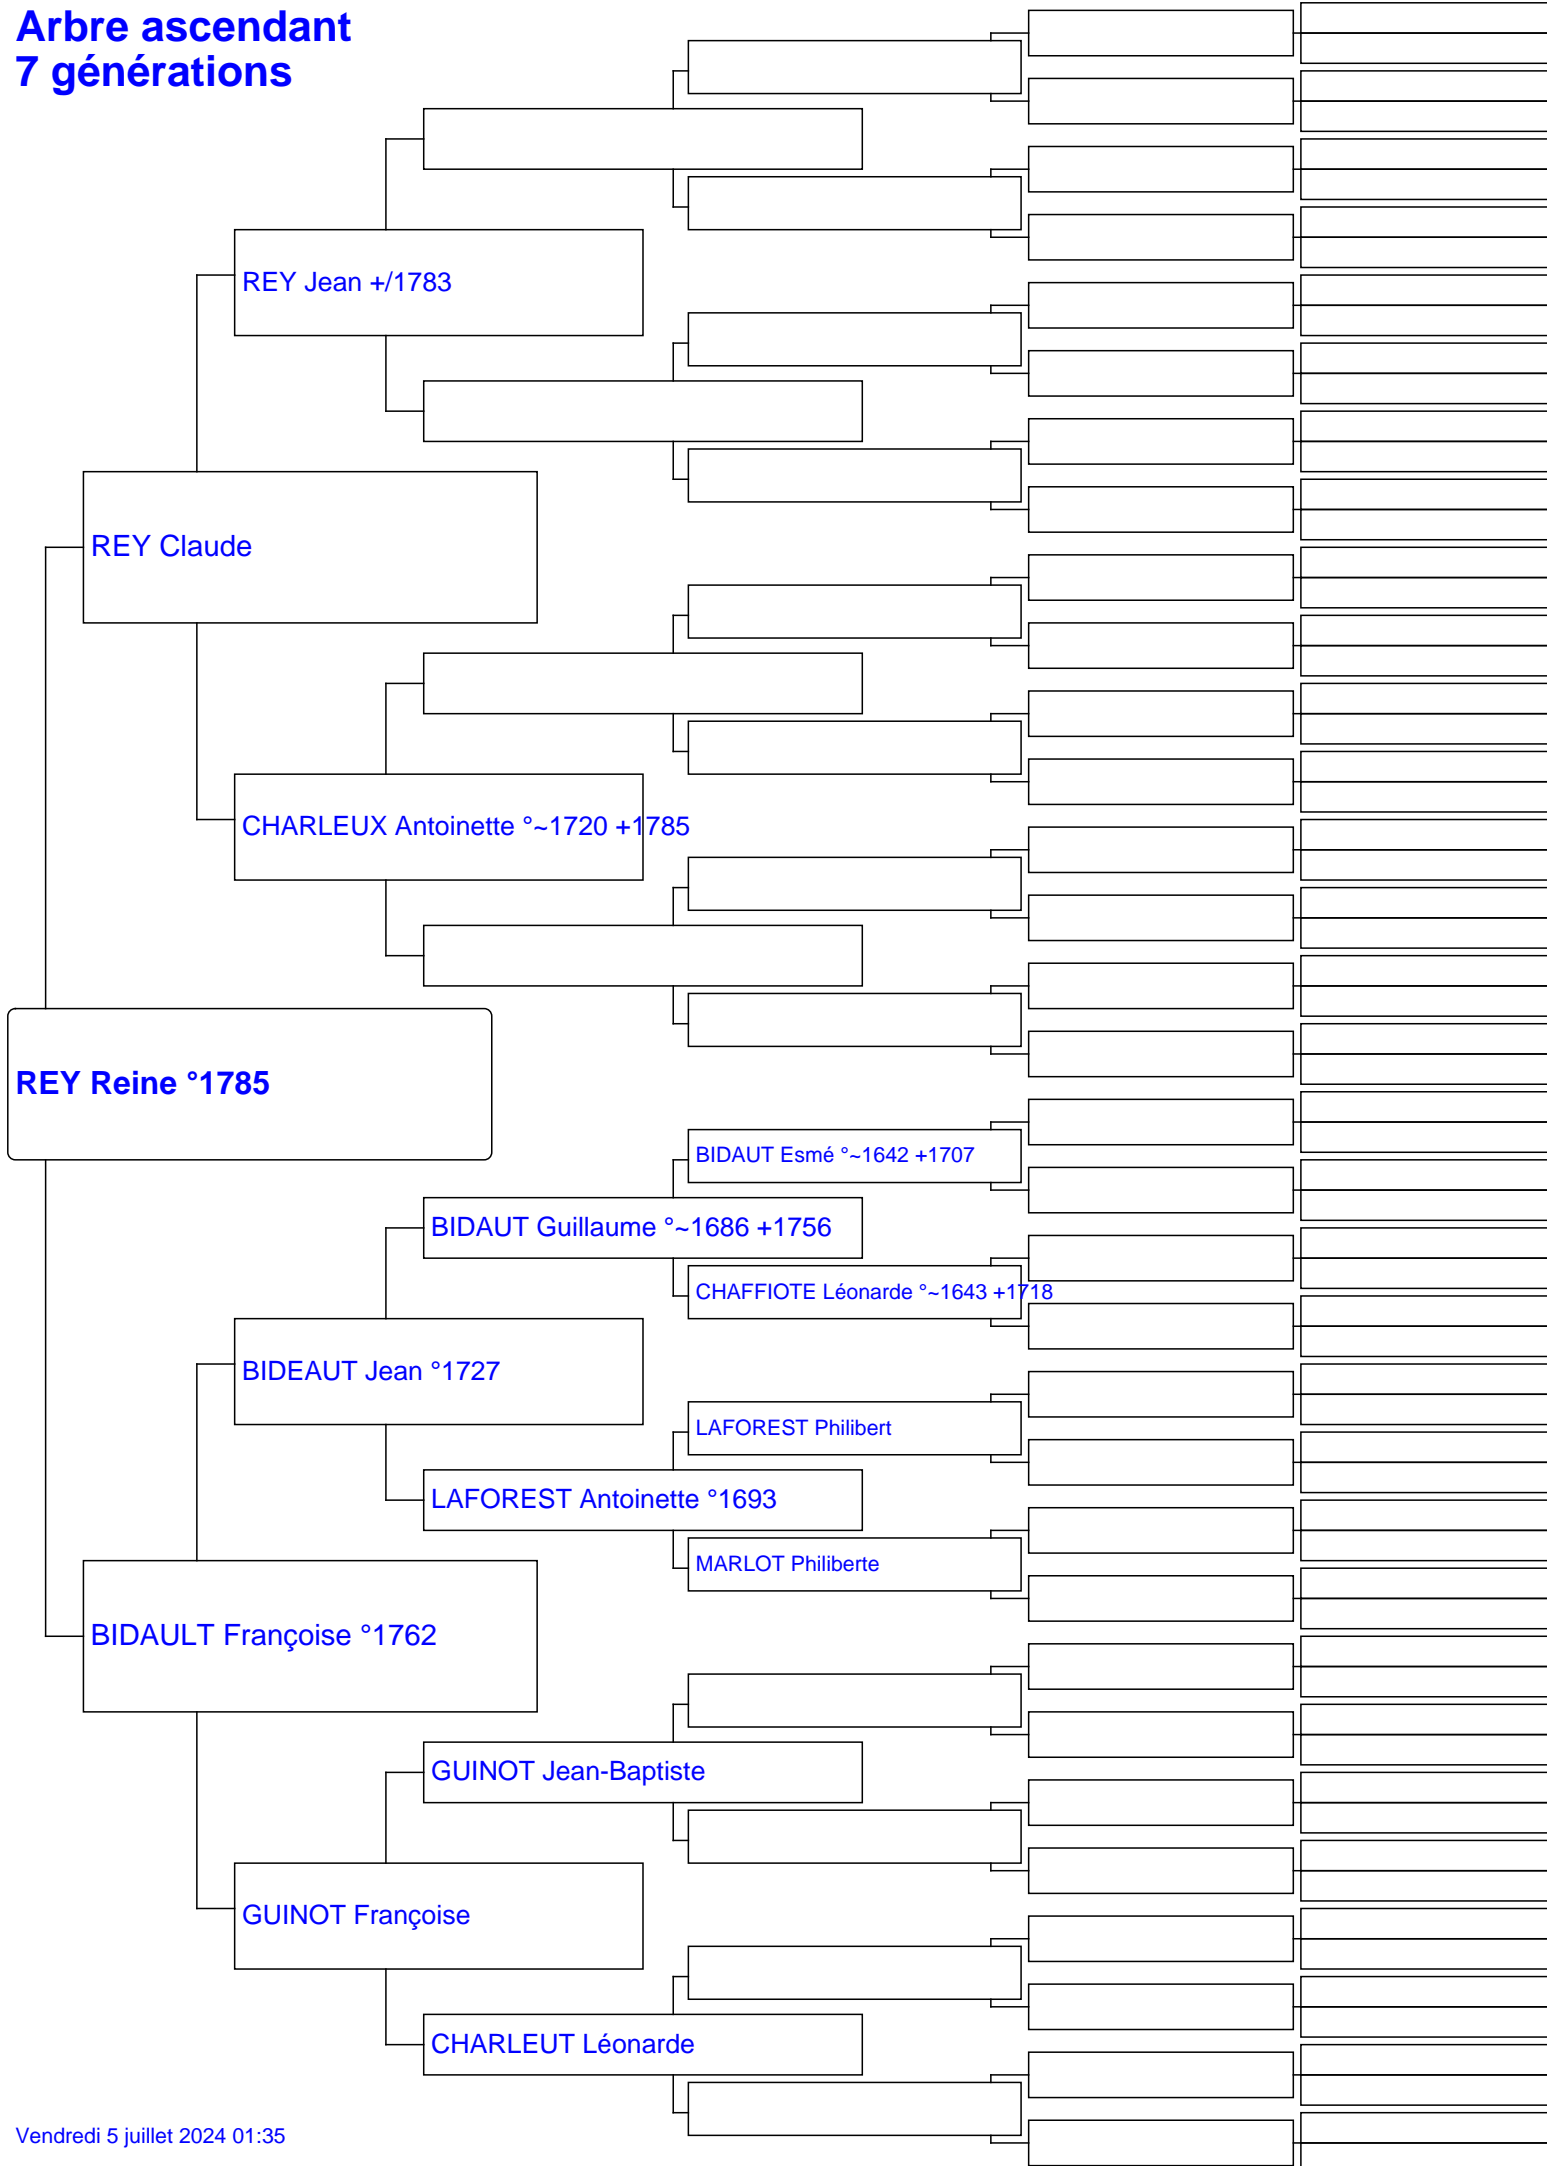 Arbre ascendant
7 générations
REY Jean +/1783
REY Claude
CHARLEUX Antoinette °~1720 +1785
REY Reine °1785
BIDAUT Esmé °~1642 +1707
BIDAUT Guillaume °~1686 +1756
CHAFFIOTE Léonarde °~1643 +1718
BIDEAUT Jean °1727
LAFOREST Philibert
LAFOREST Antoinette °1693
MARLOT Philiberte
BIDAULT Françoise °1762
GUINOT Jean-Baptiste
GUINOT Françoise
CHARLEUT Léonarde
Vendredi 5 juillet 2024 01:35